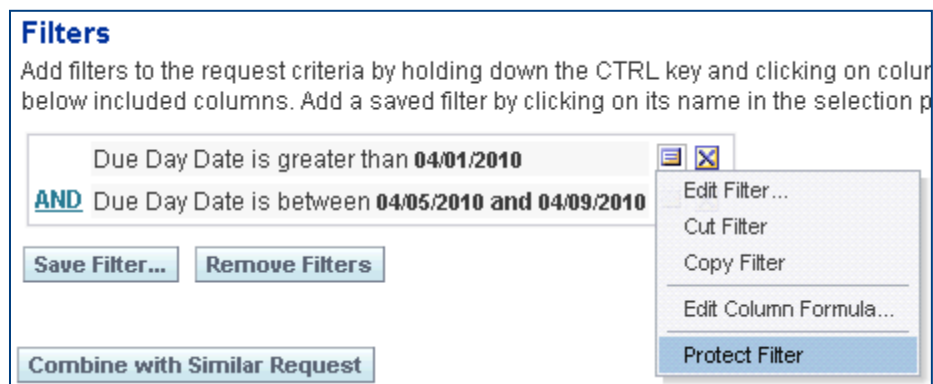 Filters
Add filters to the request criteria by holding down the CTRL key and clicking on colu
below included columns. Add a saved filter by clicking on its name in the selection p
Due Day Date is greater than 04/01/2010
AND Due Day Date is between 04/05/2010 and 04/09/2010
Edit Filter...
Cut Filter
Copy Filter
Edit Column Formula...
Protect Filter
Save Filter... Remove Filters
Combine with Similar Request